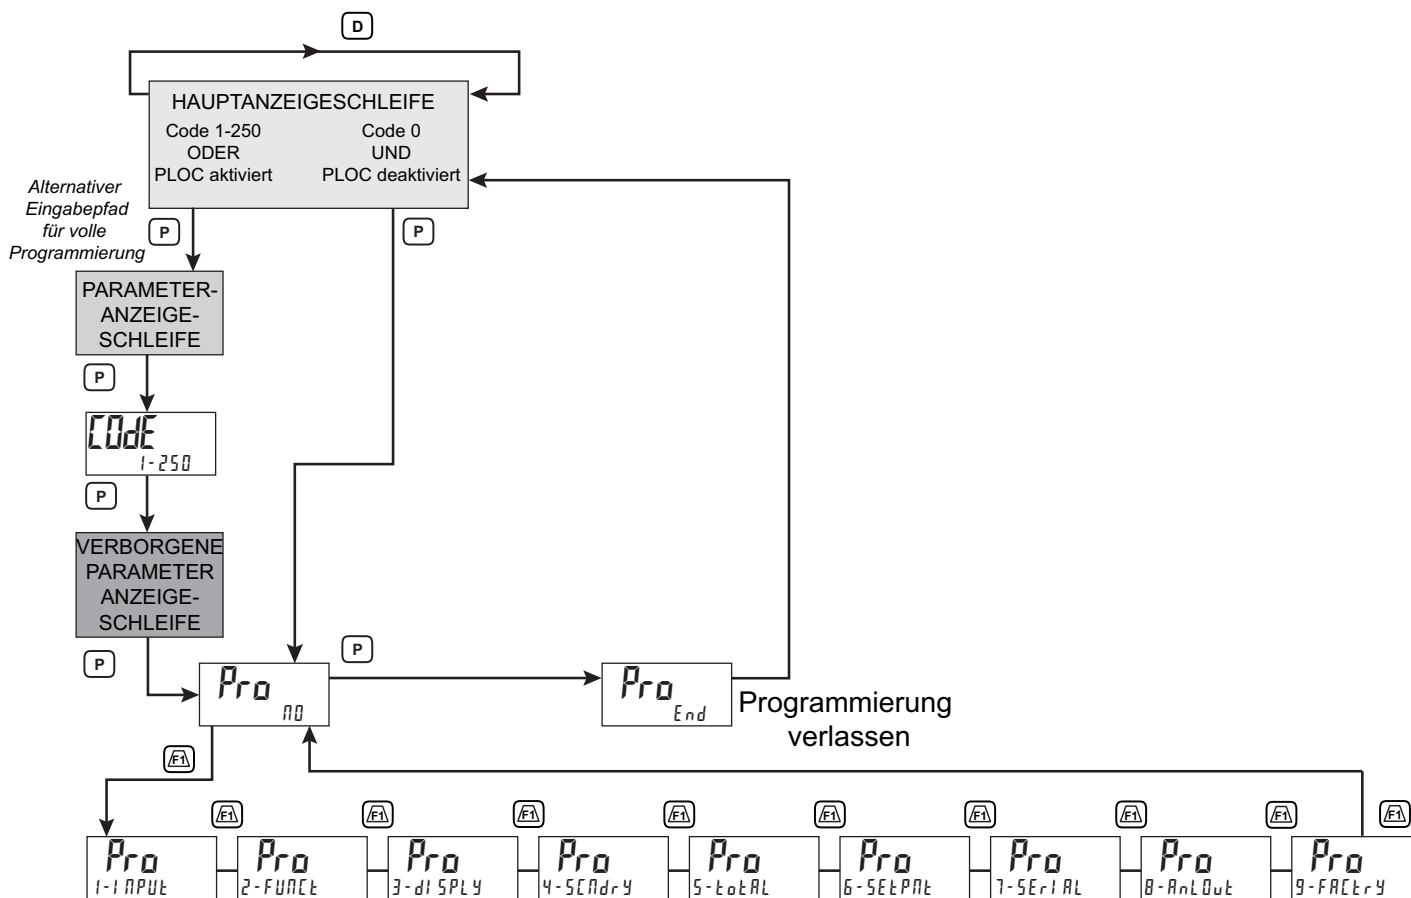 D
HAUPTANZEIGESCHLEIFE
Code 1-250
ODER
PLOC aktiviert
Code 0
UND
PLOC deaktiviert
Alternativer
Eingabepfad
für volle
Programmierung
P
P
PARAMETER-
ANZEIGE-
SCHLEIFE
P
COdE
1-250
P
VERBORGENE
PARAMETER
ANZEIGE-
SCHLEIFE
P
Pro
NO
P
Pro
End
Programmierung
verlassen
F1
F1
F1
F1
F1
F1
F1
F1
F1
F1
Pro
1-INPUt
Pro
2-FUNCt
Pro
3-dISPLY
Pro
4-SCNdrY
Pro
5-totAL
Pro
6-SEtPNt
Pro
7-SErIAL
Pro
8-AnLOut
Pro
9-FACtrY